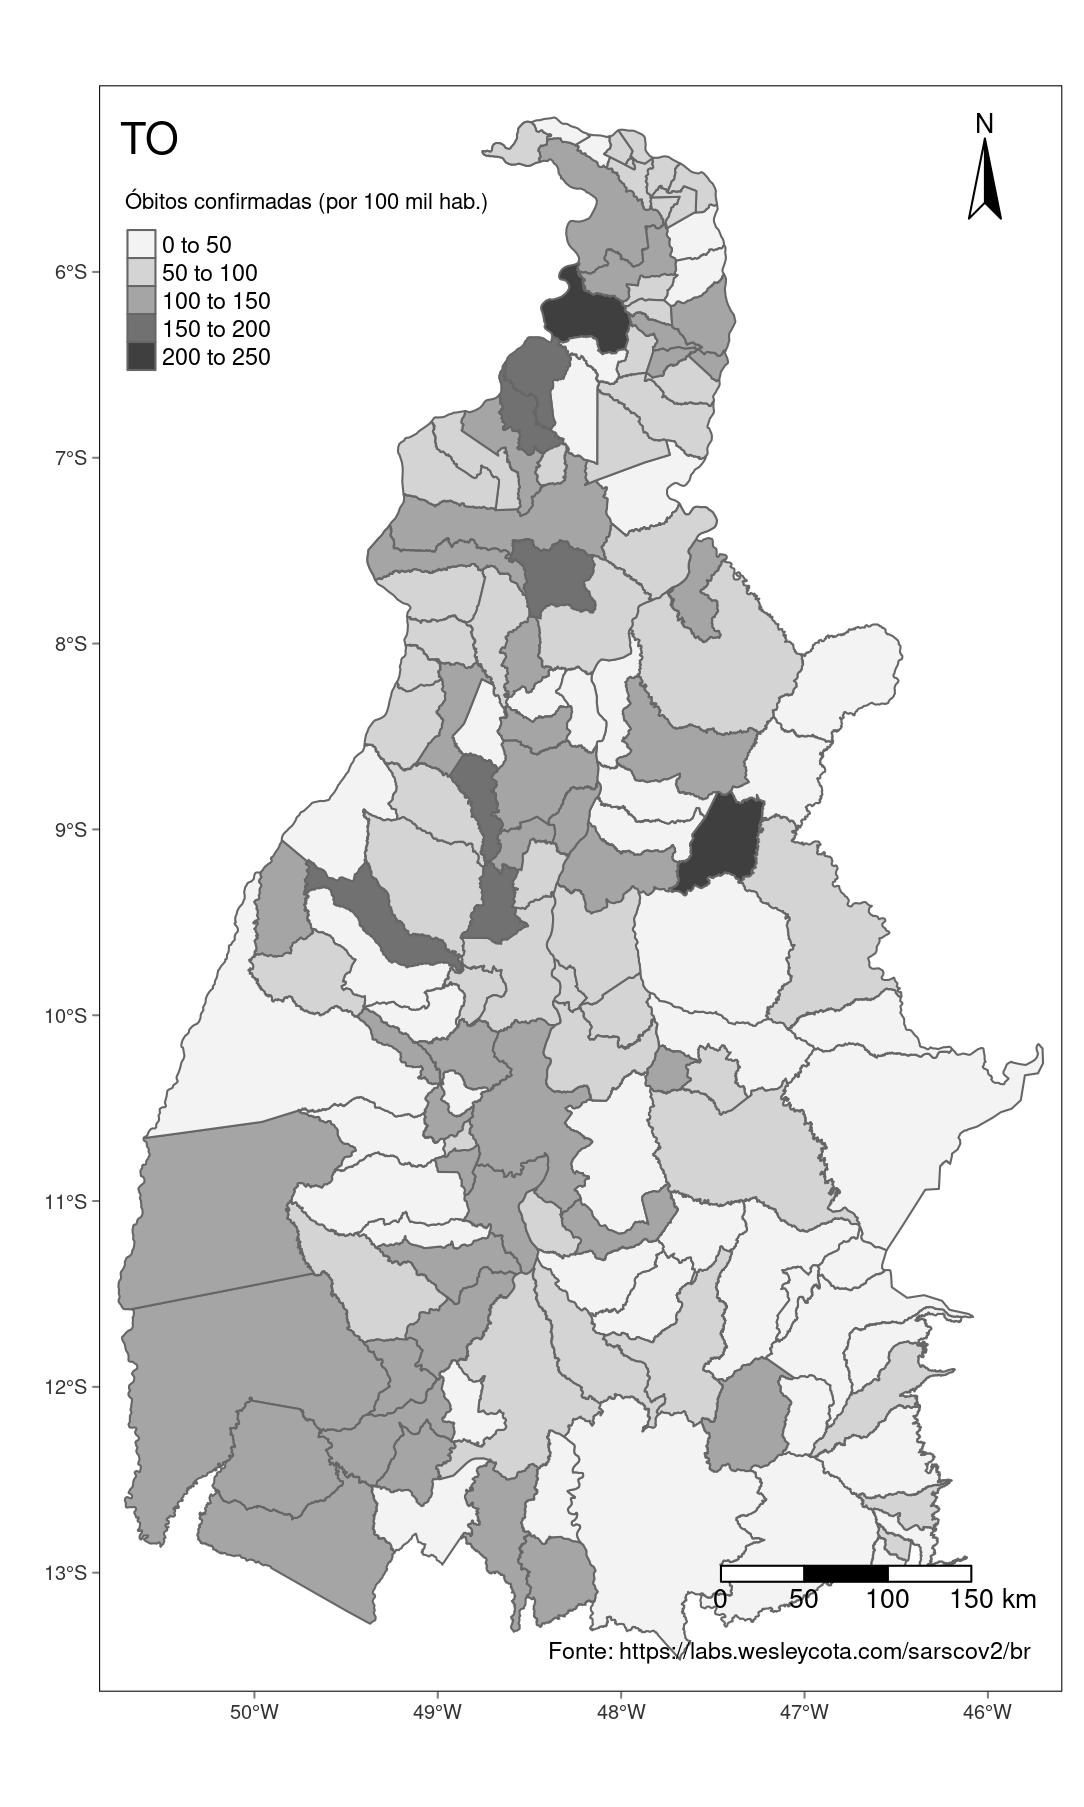 TO
N
Óbitos confirmadas (por 100 mil hab.)
0 to 50
50 to 100
100 to 150
150 to 200
200 to 250
6°S
7°S
8°S
9°S
10°S
11°S
12°S
13°S
0 50 100 150 km
Fonte: https://labs.wesleycota.com/sarscov2/br
50°W 49°W 48°W 47°W 46°W